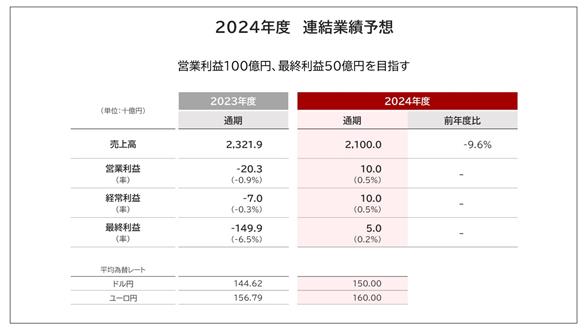 2024年度 連結業績予想
営業利益100億円、最終利益50億円を目指す
(単位:十億円) 2023年度 2024年度
通期 通期 前年度比
売上高 2,321.9 2,100.0 -9.6%
営業利益 -20.3 10.0 -
(率) (-0.9%) (0.5%)
経常利益 -7.0 10.0 -
(率) (-0.3%) (0.5%)
最終利益 -149.9 5.0 -
(率) (-6.5%) (0.2%)
平均為替レート
ドル円 144.62 150.00
ユーロ円 156.79 160.00